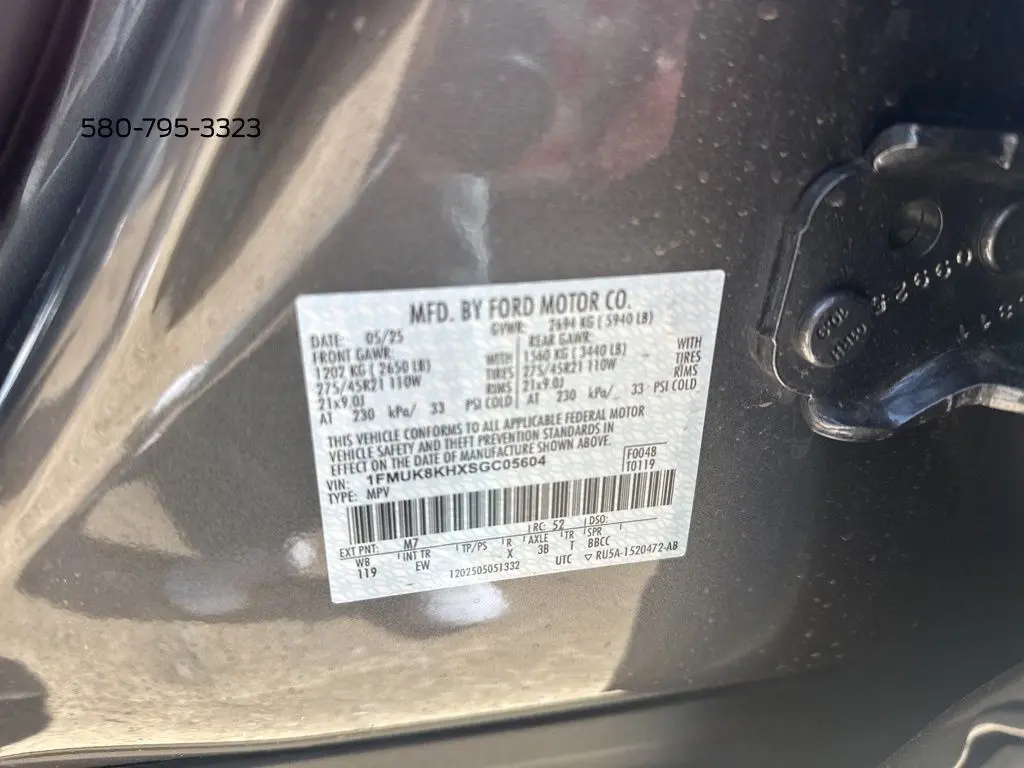 580-795-3323
MFD. BY FORD MOTOR CO.
DATE: 05/25 GVWR: 2694 KG ( 5940 LB)
FRONT GAWR: REAR GAWR:
1202 KG ( 2650 LB) WITH 1560 KG ( 3440 LB) WITH
275/45R21 110W TIRES 275/45R21 110W TIRES
21x9.0J RIMS 21x9.0J RIMS
AT 230 kPa/ 33 PSI COLD AT 230 kPa/ 33 PSI COLD
THIS VEHICLE CONFORMS TO ALL APPLICABLE FEDERAL MOTOR
VEHICLE SAFETY AND THEFT PREVENTION STANDARDS IN
EFFECT ON THE DATE OF MANUFACTURE SHOWN ABOVE.
VIN: 1FMUK8KHXSGC05604 F0048
TYPE: MPV T0119
EXT PNT: M7 RC: 52 DSO:
WB INT TR TP/PS R AXLE TR SPR
119 EW X 3B T BBCC
1202505051332 UTC ▽ RU5A-1520472-AB